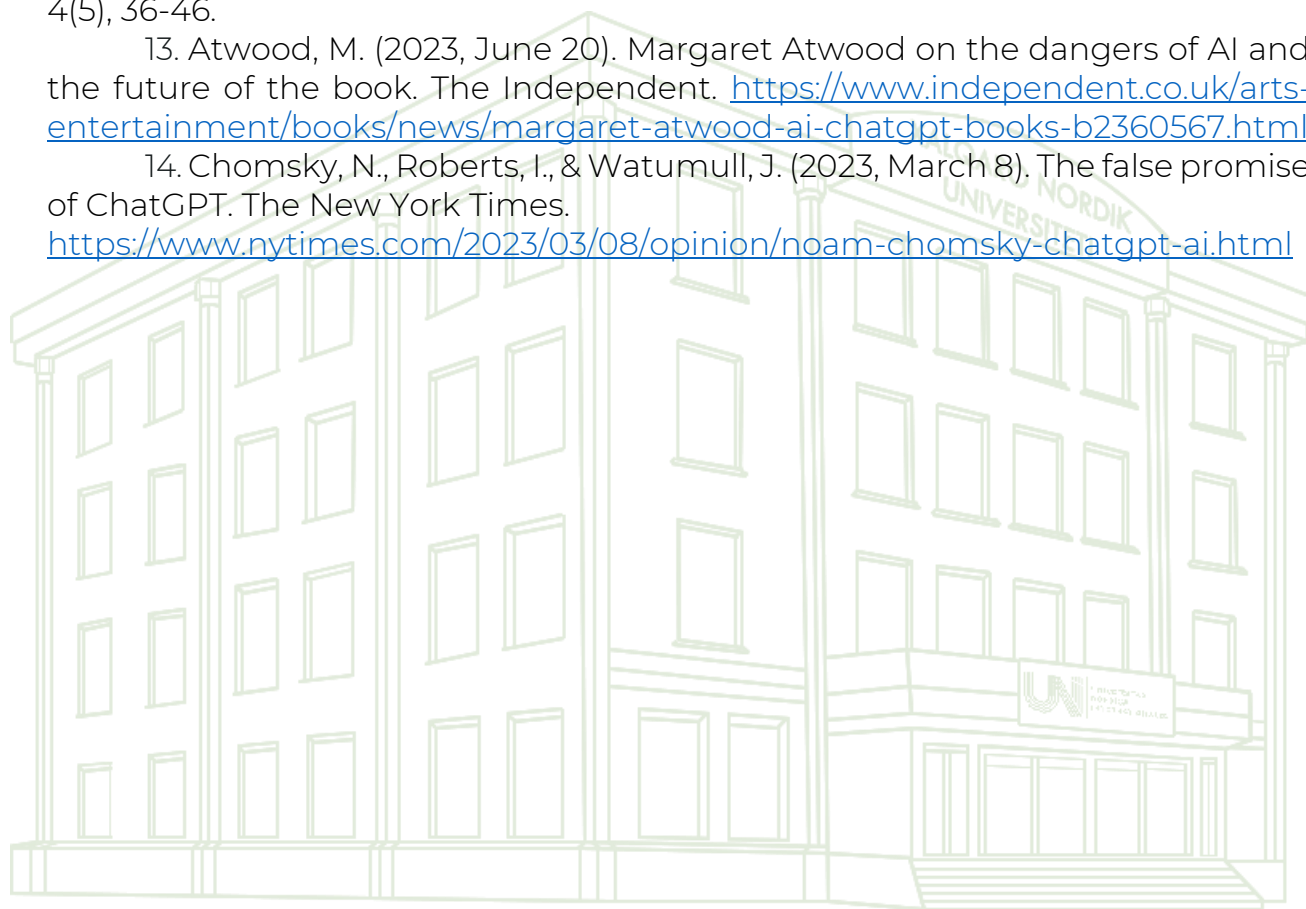 4(5), 36-46.
13. Atwood, M. (2023, June 20). Margaret Atwood on the dangers of AI and
the future of the book. The Independent. https://www.independent.co.uk/arts-
entertainment/books/news/margaret-atwood-ai-chatgpt-books-b2360567.html
14. Chomsky, N., Roberts, I., & Watumull, J. (2023, March 8). The false promise
of ChatGPT. The New York Times.
https://www.nytimes.com/2023/03/08/opinion/noam-chomsky-chatgpt-ai.html
NORDIK
UNI